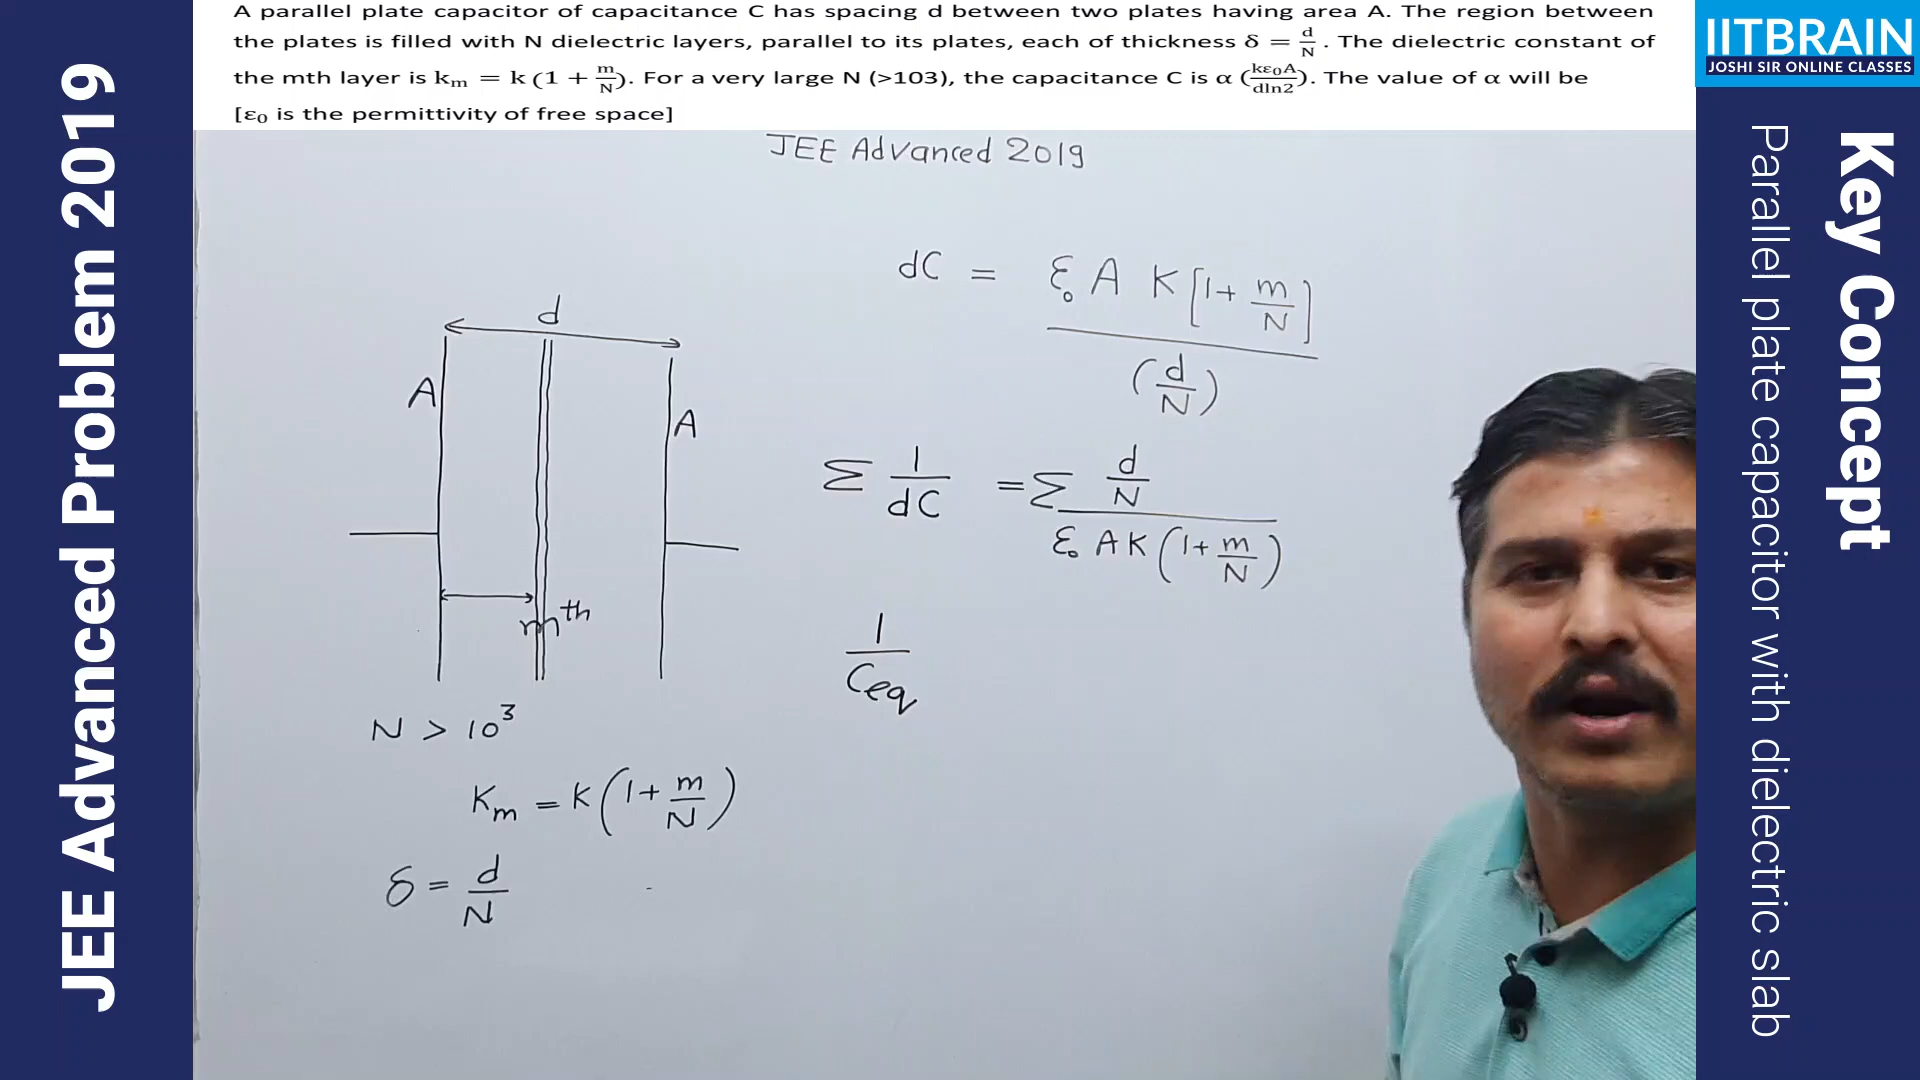 A parallel plate capacitor of capacitance C has spacing d between two plates having area A. The region between
the plates is filled with N dielectric layers, parallel to its plates, each of thickness δ = d/N . The dielectric constant of
the mth layer is kₘ = k (1 + m/N). For a very large N (>103), the capacitance C is α (kε₀A/dln2). The value of α will be
[ε₀ is the permittivity of free space]
IITBRAIN
JOSHI SIR ONLINE CLASSES
JEE Advanced Problem 2019
Key Concept
Parallel plate capacitor with dielectric slab
JEE Advanced 2019
dC = ε₀ A K [1 + m/N] / (d/N)
d
A
A
Σ 1/dC = Σ (d/N) / ε₀ A K (1 + m/N)
mth
1/Ceq
N > 10³
Kₘ = K (1 + m/N)
δ = d/N